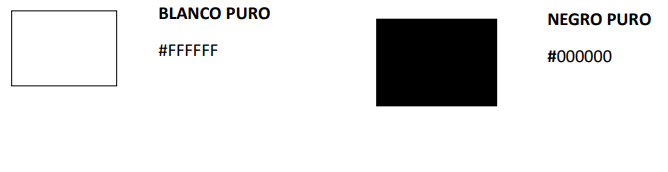 BLANCO PURO
#FFFFFF
NEGRO PURO
#000000